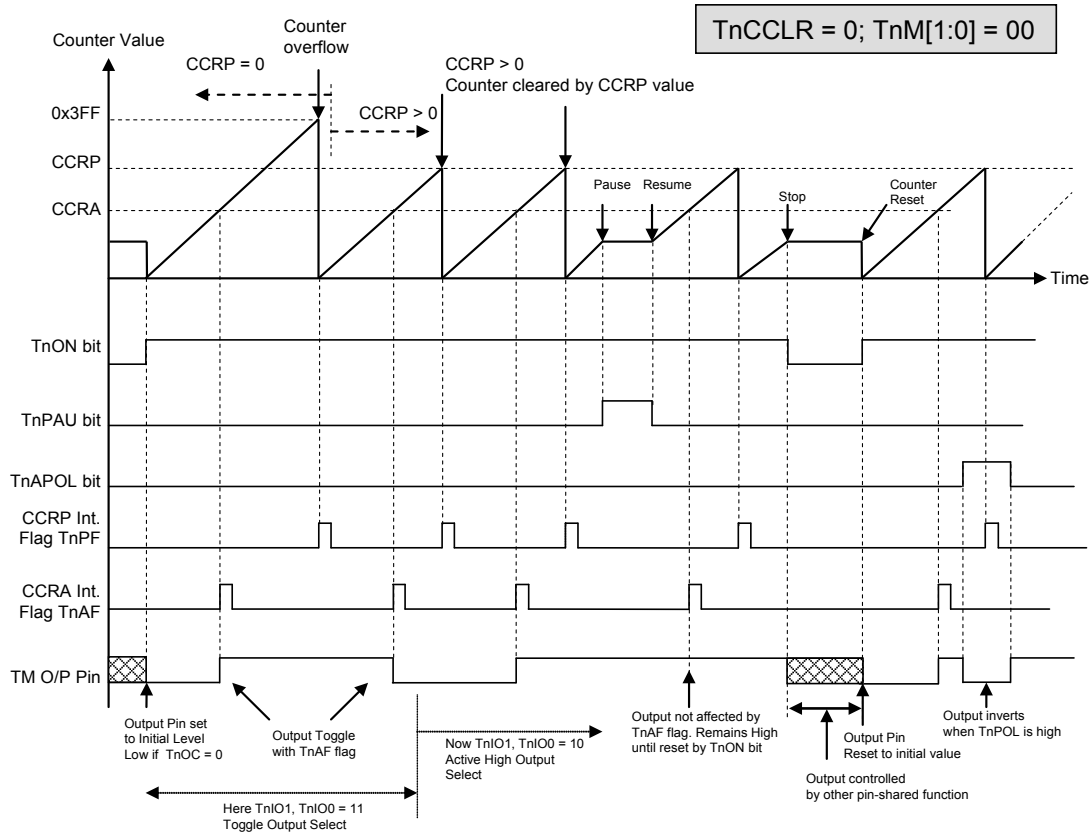 TnCCLR = 0; TnM[1:0] = 00
Counter Value
Counter
overflow
CCRP = 0
CCRP > 0
CCRP > 0
Counter cleared by CCRP value
0x3FF
CCRP
CCRA
Pause
Resume
Stop
Counter
Reset
Time
TnON bit
TnPAU bit
TnAPOL bit
CCRP Int.
Flag TnPF
CCRA Int.
Flag TnAF
TM O/P Pin
Output Pin set
to Initial Level
Low if TnOC = 0
Output Toggle
with TnAF flag
Now TnIO1, TnIO0 = 10
Active High Output
Select
Output not affected by
TnAF flag. Remains High
until reset by TnON bit
Output Pin
Reset to initial value
Output inverts
when TnPOL is high
Output controlled
by other pin-shared function
Here TnIO1, TnIO0 = 11
Toggle Output Select